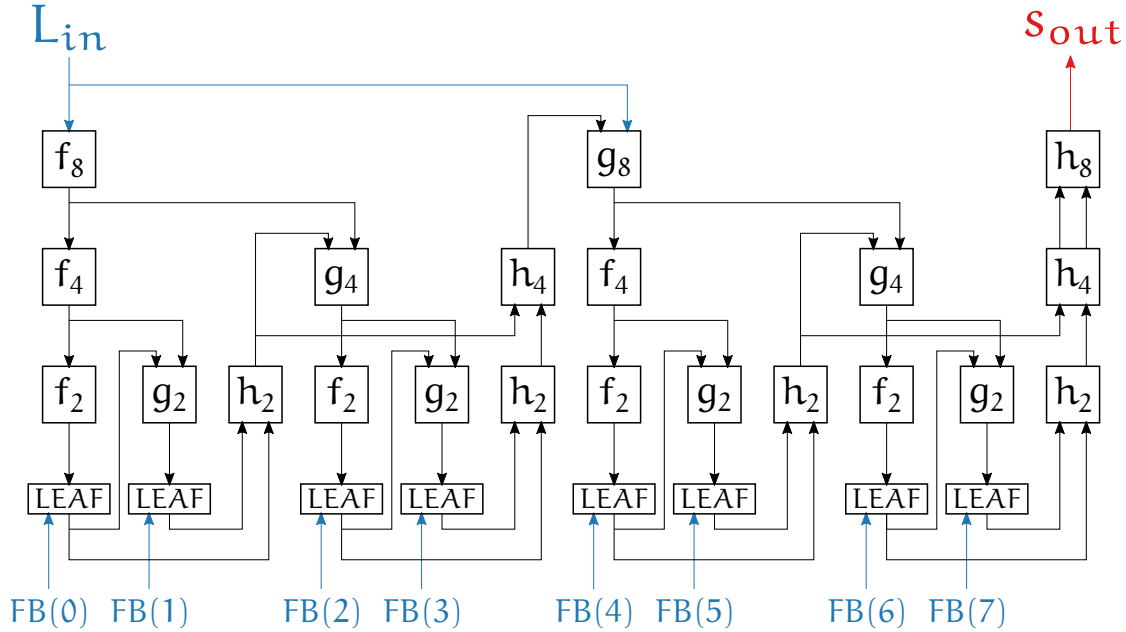 L_in s_out
f_8 g_8 h_8
f_4 g_4 h_4 f_4 g_4 h_4
f_2 g_2 h_2 f_2 g_2 h_2 f_2 g_2 h_2 f_2 g_2 h_2
LEAF LEAF LEAF LEAF LEAF LEAF LEAF LEAF
FB(0) FB(1) FB(2) FB(3) FB(4) FB(5) FB(6) FB(7)